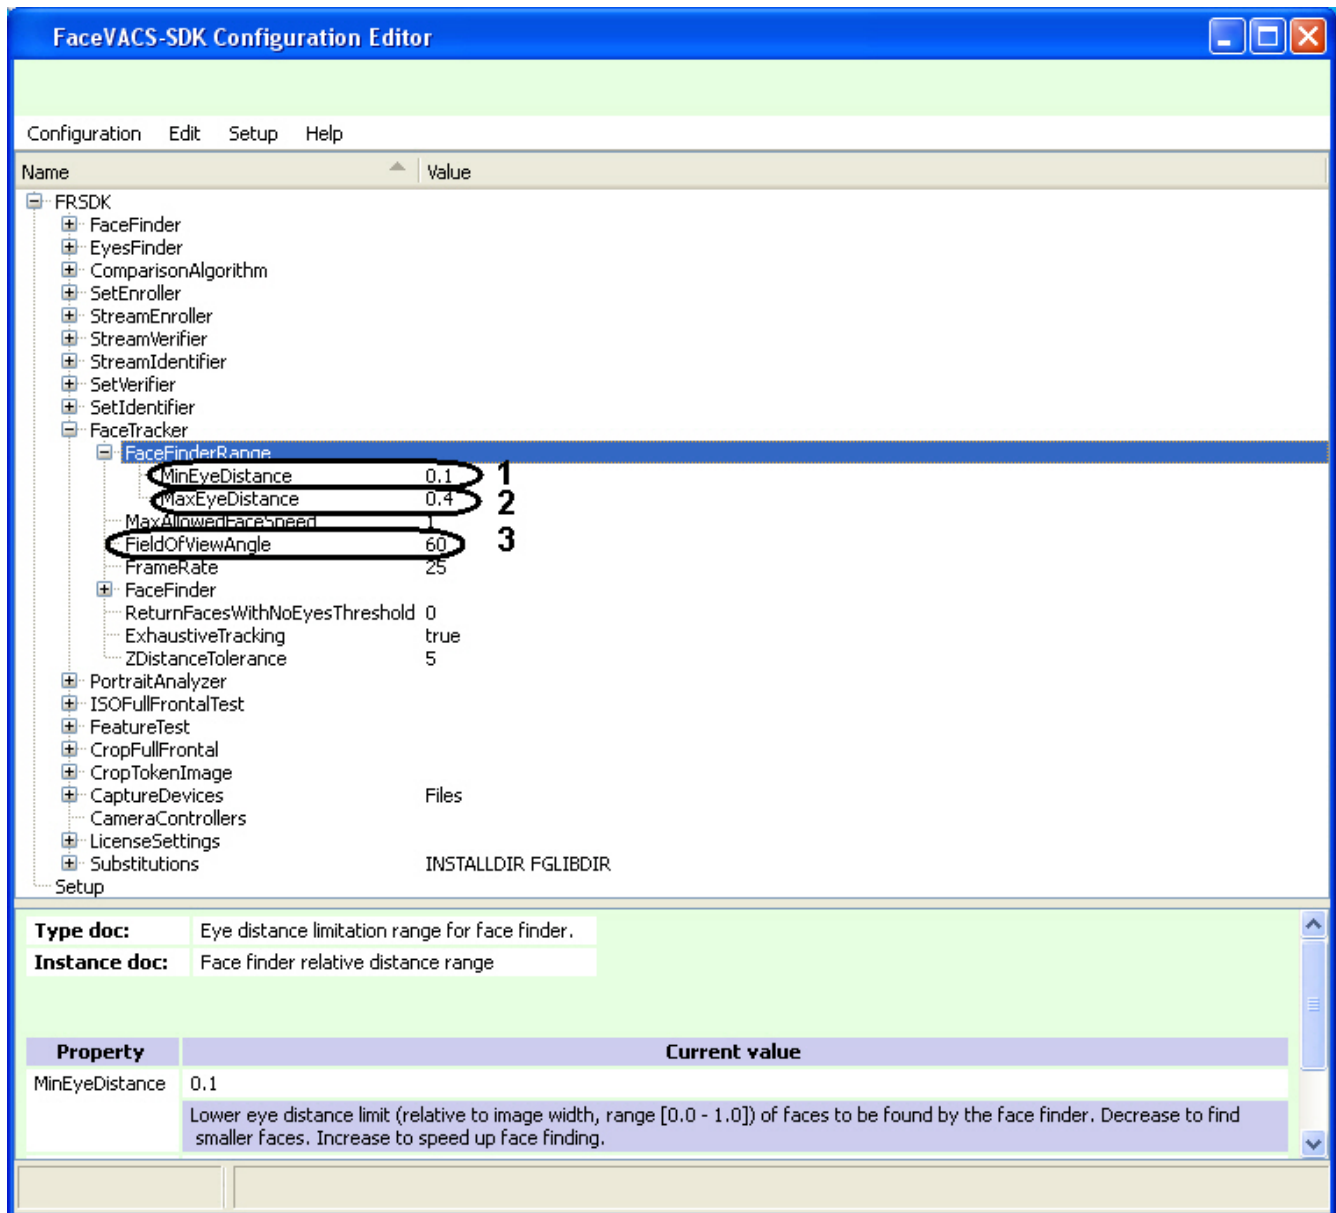 FaceVACS-SDK Configuration Editor
Configuration Edit Setup Help
Name Value
FRSDK
FaceFinder
EyesFinder
ComparisonAlgorithm
SetEnroller
StreamEnroller
StreamVerifier
StreamIdentifier
SetVerifier
SetIdentifier
FaceTracker
FaceFinderRange
MinEyeDistance 0.1 1
MaxEyeDistance 0.4 2
MaxAllowedFaceSpeed 1
FieldOfViewAngle 60 3
FrameRate 25
FaceFinder
ReturnFacesWithNoEyesThreshold 0
ExhaustiveTracking true
ZDistanceTolerance 5
PortraitAnalyzer
ISOFullFrontalTest
FeatureTest
CropFullFrontal
CropTokenImage
CaptureDevices Files
CameraControllers
LicenseSettings
Substitutions INSTALLDIR FGLIBDIR
Setup
Type doc: Eye distance limitation range for face finder.
Instance doc: Face finder relative distance range
Property Current value
MinEyeDistance 0.1
Lower eye distance limit (relative to image width, range [0.0 - 1.0]) of faces to be found by the face finder. Decrease to find
smaller faces. Increase to speed up face finding.